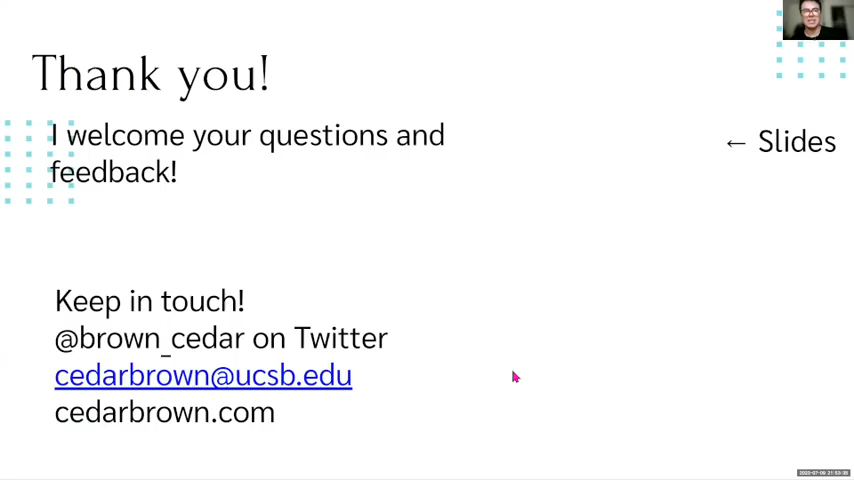 Thank you!
I welcome your questions and
feedback!
← Slides
Keep in touch!
@brown_cedar on Twitter
cedarbrown@ucsb.edu
cedarbrown.com